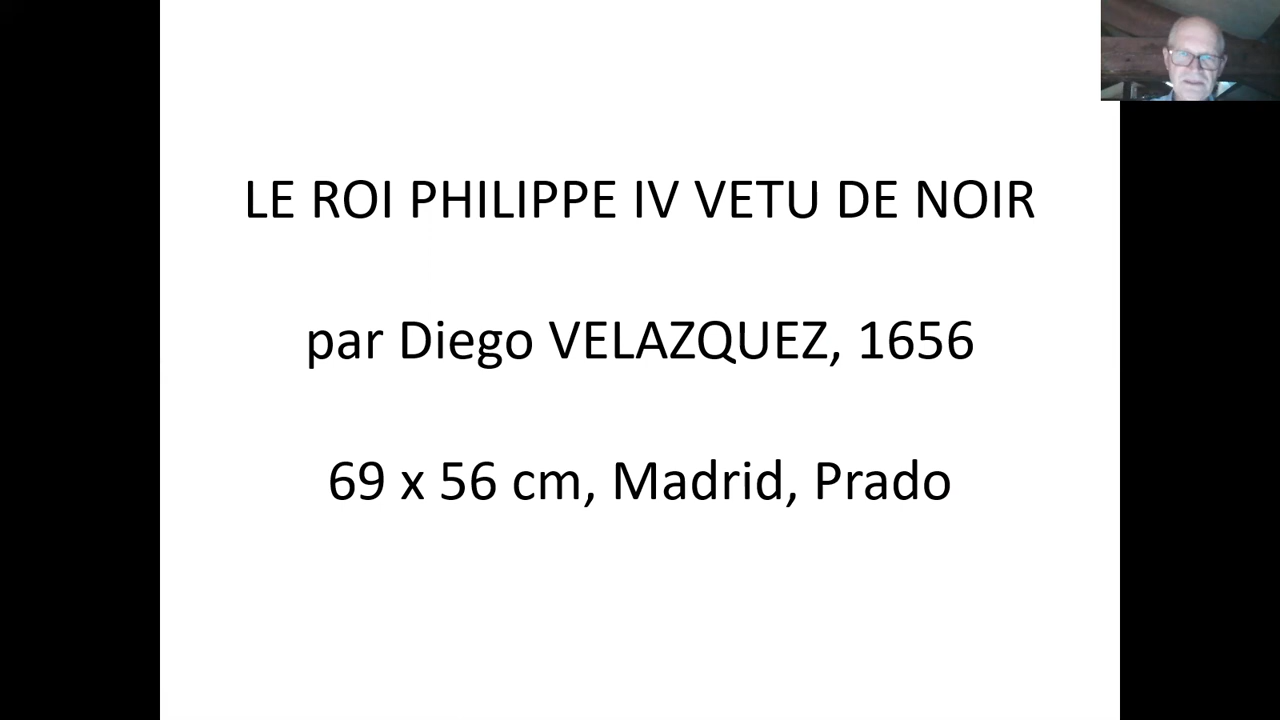 LE ROI PHILIPPE IV VETU DE NOIR
par Diego VELAZQUEZ, 1656
69 x 56 cm, Madrid, Prado